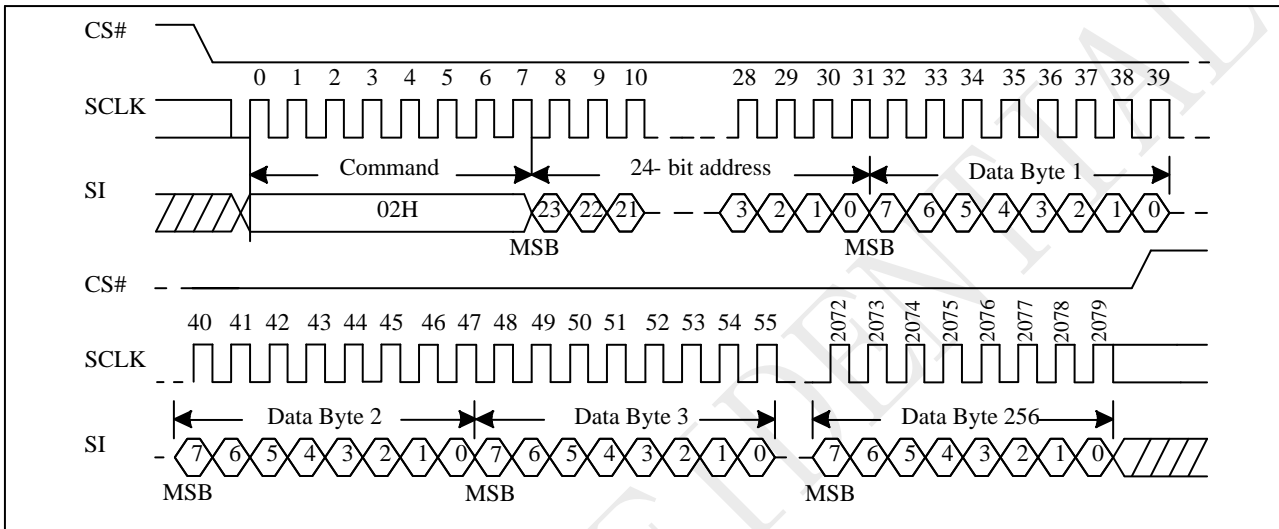 CS#
0 1 2 3 4 5 6 7 8 9 10 28 29 30 31 32 33 34 35 36 37 38 39
SCLK
Command 24- bit address Data Byte 1
SI
02H 23 22 21 3 2 1 0 7 6 5 4 3 2 1 0
MSB MSB
CS#
40 41 42 43 44 45 46 47 48 49 50 51 52 53 54 55 2072 2073 2074 2075 2076 2077 2078 2079
SCLK
Data Byte 2 Data Byte 3 Data Byte 256
SI
7 6 5 4 3 2 1 0 7 6 5 4 3 2 1 0 7 6 5 4 3 2 1 0
MSB MSB MSB